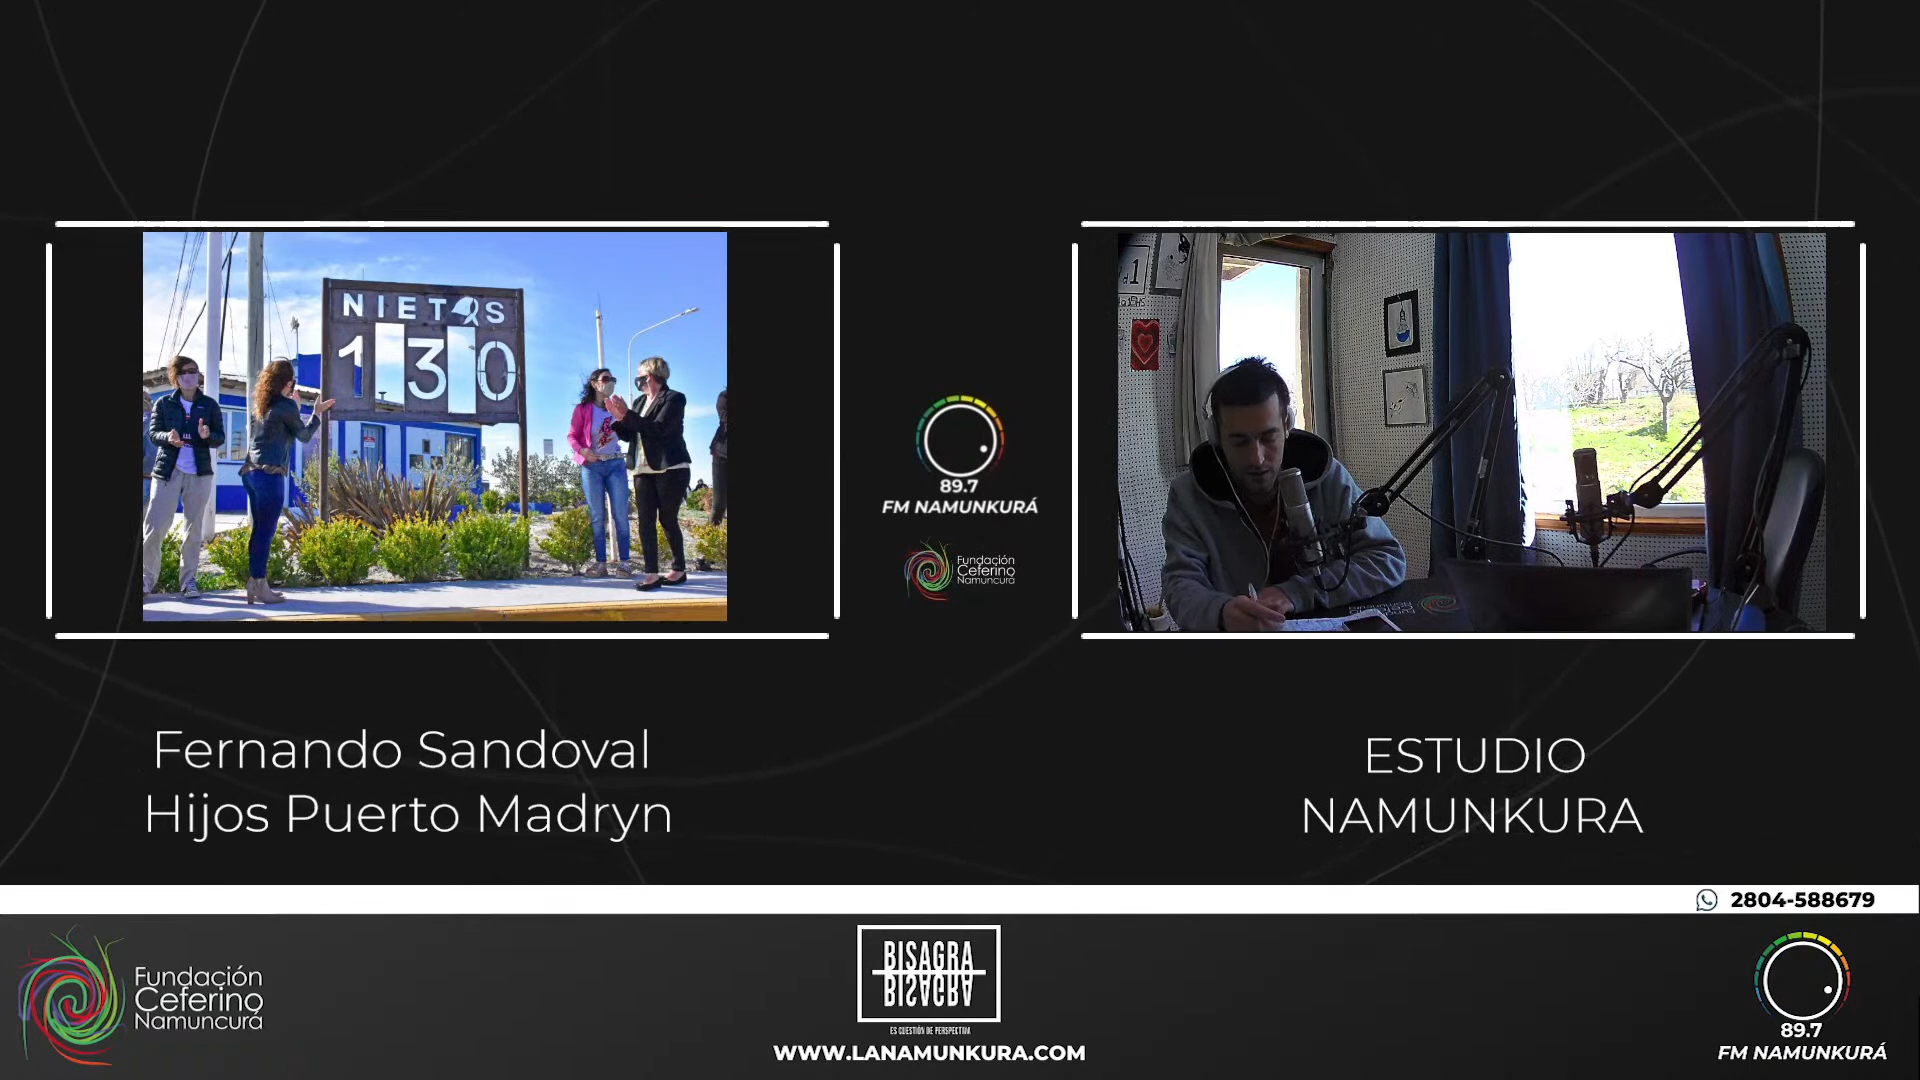 NIETOS
130
89.7
FM NAMUNKURÁ
Fundación
Ceferino
Namuncurá
Fernando Sandoval
Hijos Puerto Madryn
ESTUDIO
NAMUNKURA
2804-588679
Fundación
Ceferino
Namuncurá
BISAGRA
BISAGRA
ES CUESTIÓN DE PERSPECTIVA
WWW.LANAMUNKURA.COM
89.7
FM NAMUNKURÁ